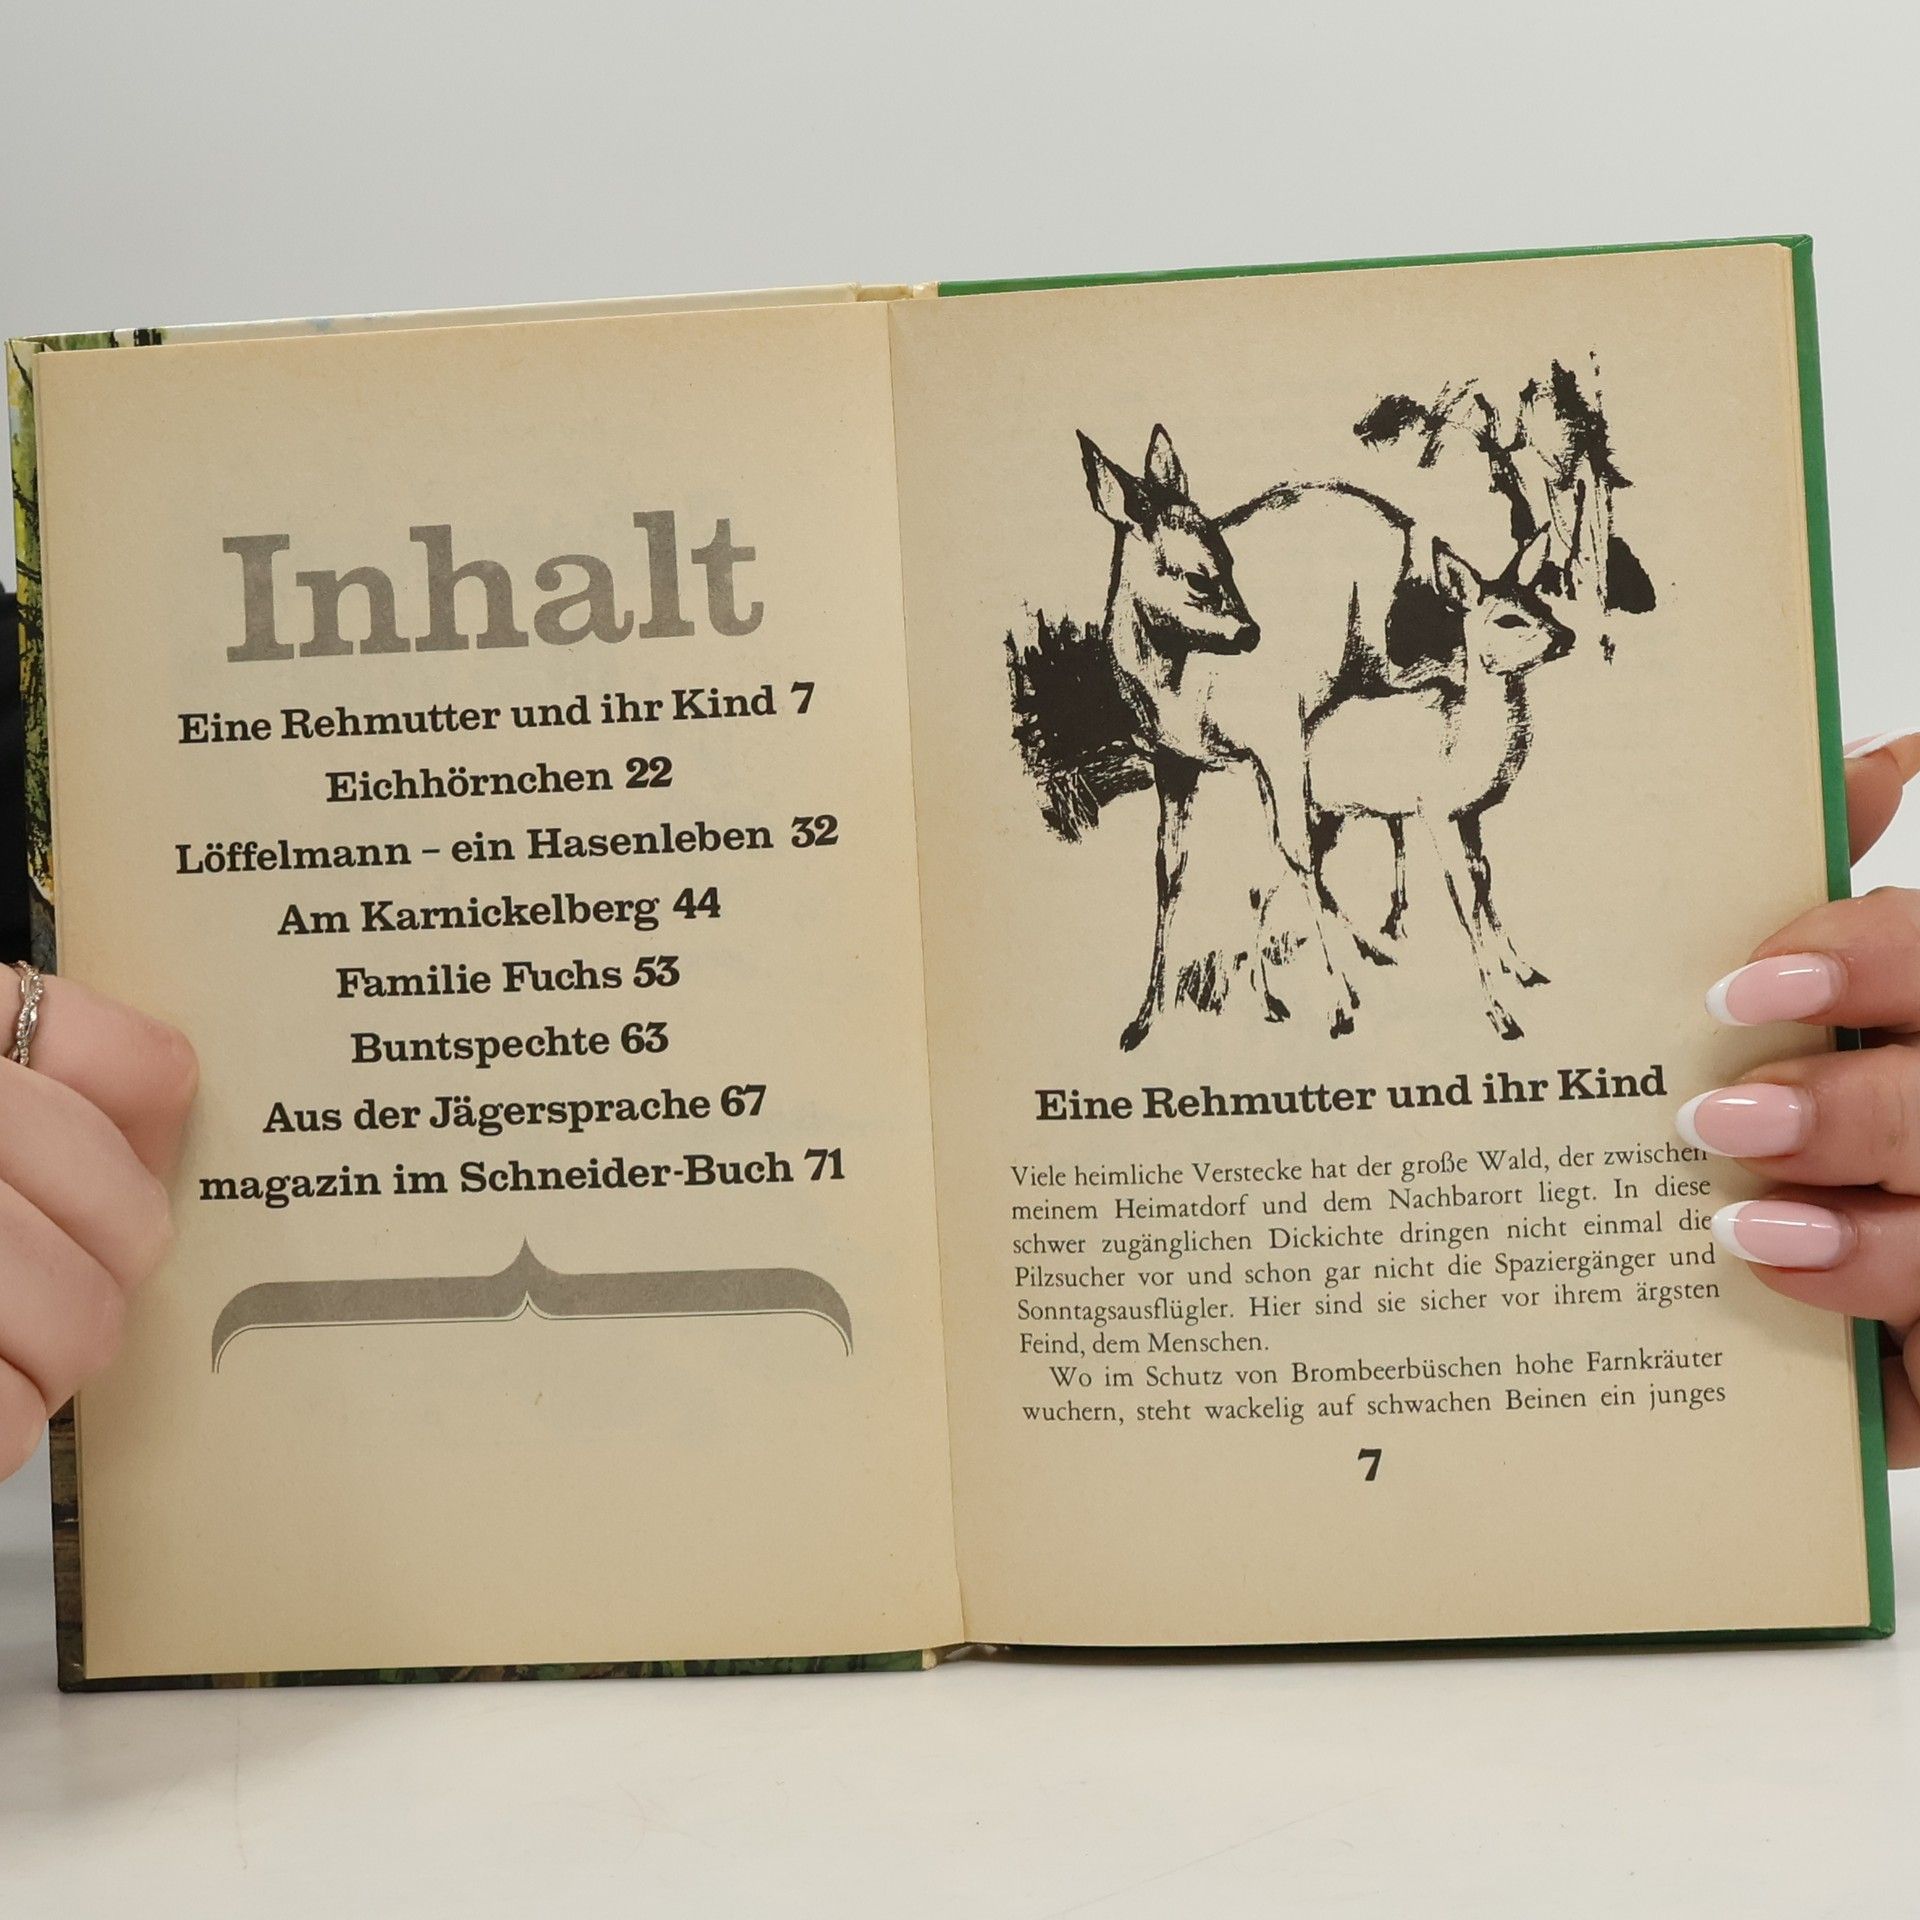 Inhalt
Eine Rehmutter und ihr Kind 7
Eichhörnchen 22
Löffelmann – ein Hasenleben 32
Am Karnickelberg 44
Familie Fuchs 53
Buntspechte 63
Aus der Jägersprache 67
magazin im Schneider-Buch 71
Eine Rehmutter und ihr Kind
Viele heimliche Verstecke hat der große Wald, der zwischen
meinem Heimatdorf und dem Nachbarort liegt. In diese
schwer zugänglichen Dickichte dringen nicht einmal die
Pilzsucher vor und schon gar nicht die Spaziergänger und
Sonntagsausflügler. Hier sind sie sicher vor ihrem ärgsten
Feind, dem Menschen.
Wo im Schutz von Brombeerbüschen hohe Farnkräuter
wuchern, steht wackelig auf schwachen Beinen ein junges
7